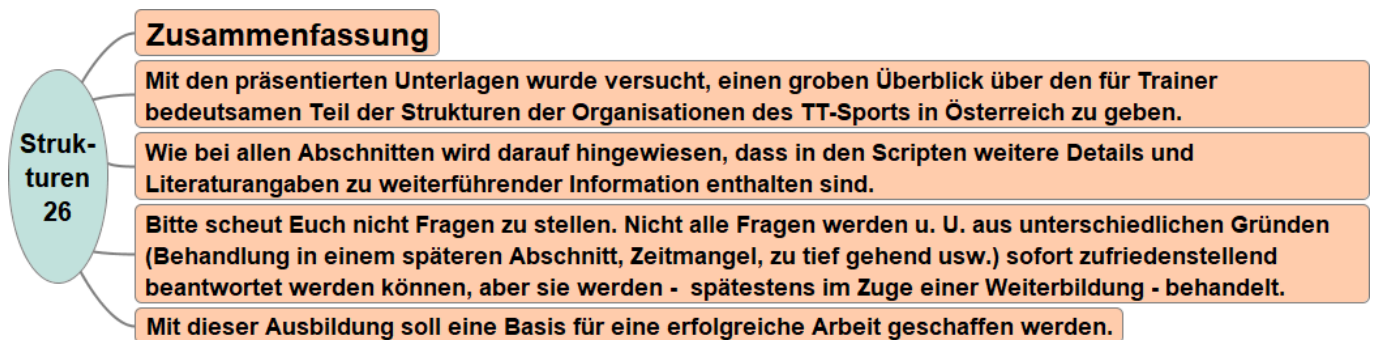 Zusammenfassung
Mit den präsentierten Unterlagen wurde versucht, einen groben Überblick über den für Trainer
bedeutsamen Teil der Strukturen der Organisationen des TT-Sports in Österreich zu geben.
Struk-
turen
26
Wie bei allen Abschnitten wird darauf hingewiesen, dass in den Scripten weitere Details und
Literaturangaben zu weiterführender Information enthalten sind.
Bitte scheut Euch nicht Fragen zu stellen. Nicht alle Fragen werden u. U. aus unterschiedlichen Gründen
(Behandlung in einem späteren Abschnitt, Zeitmangel, zu tief gehend usw.) sofort zufriedenstellend
beantwortet werden können, aber sie werden -  spätestens im Zuge einer Weiterbildung - behandelt.
Mit dieser Ausbildung soll eine Basis für eine erfolgreiche Arbeit geschaffen werden.